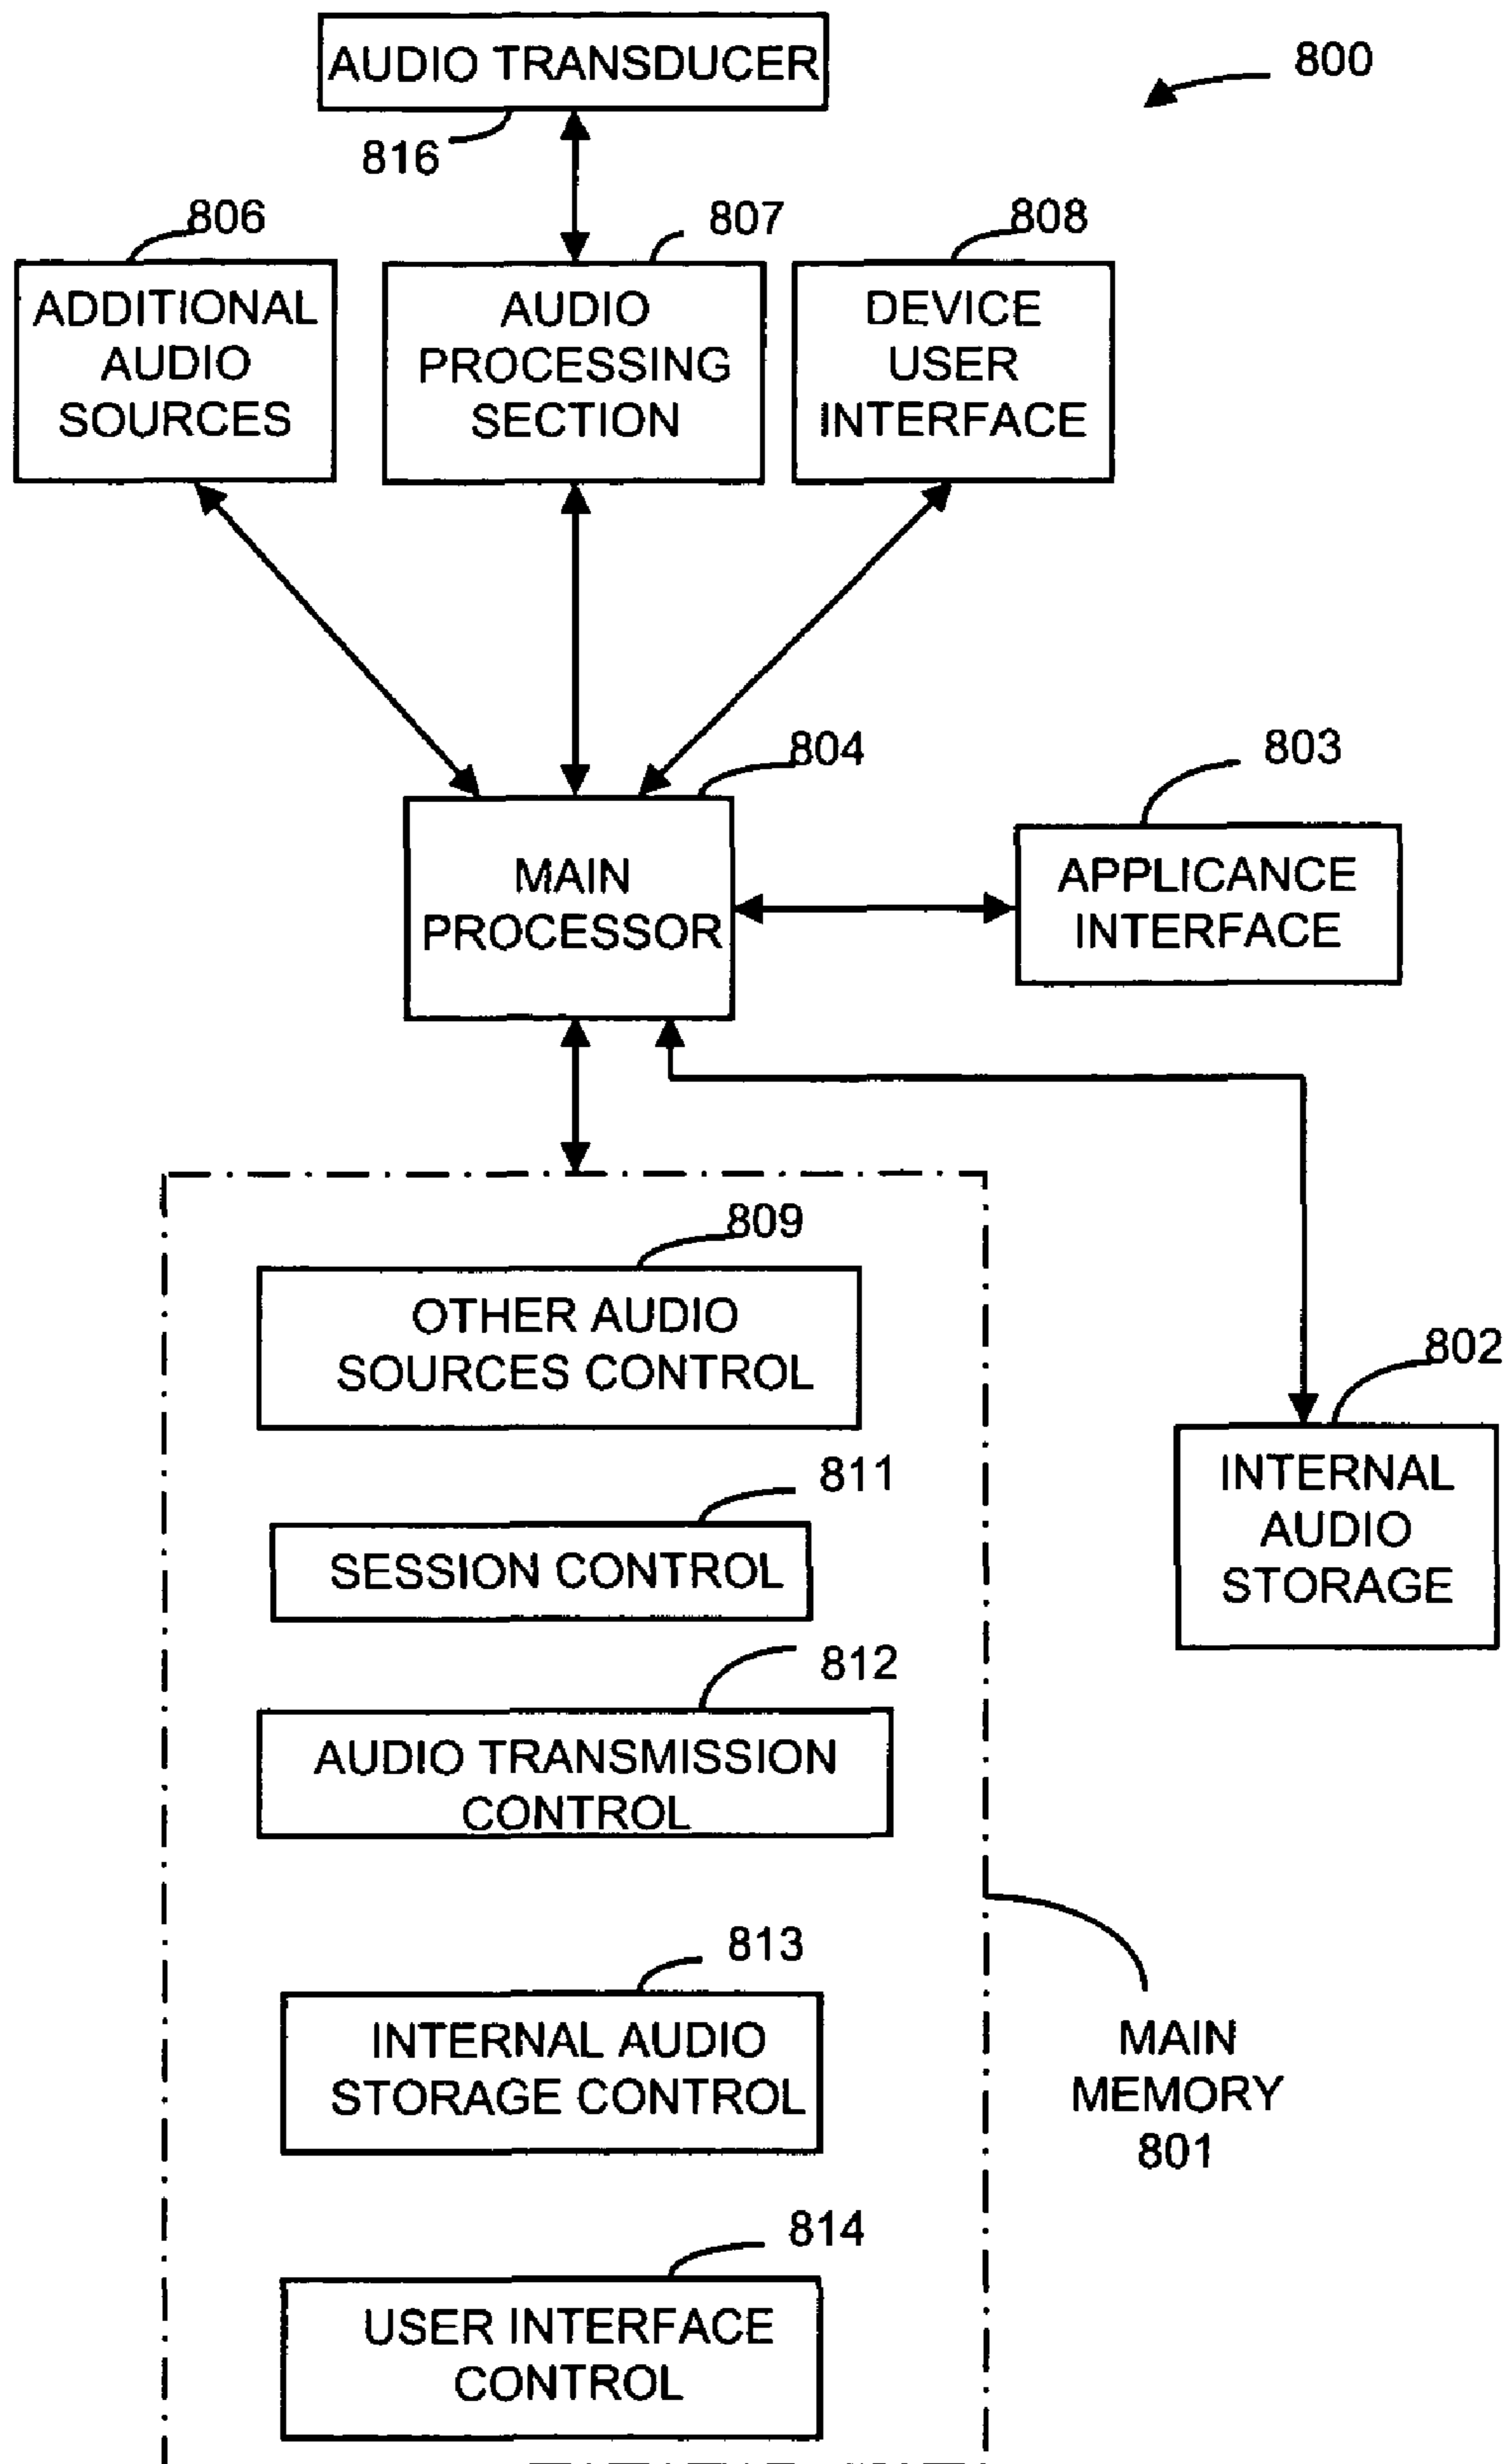 AUDIO TRANSDUCER
800
816
806
807
808
ADDITIONAL
AUDIO
SOURCES
AUDIO
PROCESSING
SECTION
DEVICE
USER
INTERFACE
804
803
MAIN
PROCESSOR
APPLICANCE
INTERFACE
809
OTHER AUDIO
SOURCES CONTROL
802
INTERNAL
AUDIO
STORAGE
811
SESSION CONTROL
812
AUDIO TRANSMISSION
CONTROL
813
INTERNAL AUDIO
STORAGE CONTROL
MAIN
MEMORY
801
814
USER INTERFACE
CONTROL